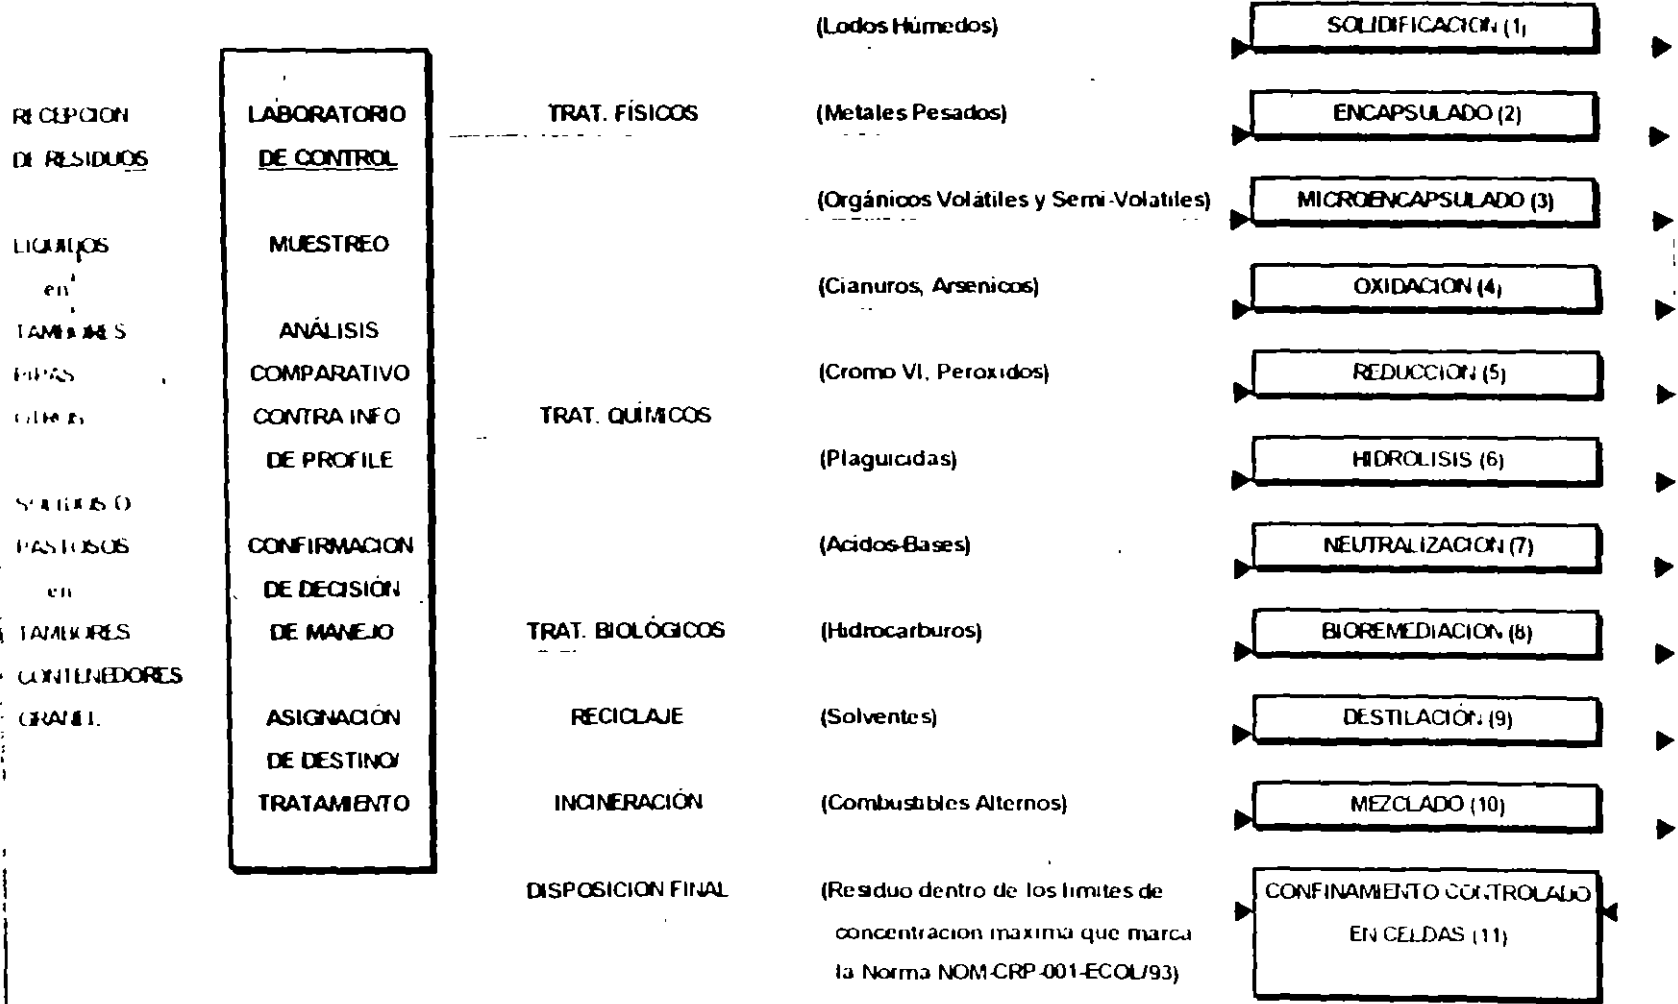 (Lodos Húmedos) SOLIDIFICACION (1)
RECEPCION LABORATORIO TRAT. FÍSICOS (Metales Pesados) ENCAPSULADO (2)
DE RESIDUOS DE CONTROL
(Orgánicos Volátiles y Semi-Volatiles) MICROENCAPSULADO (3)
LIQUIDOS MUESTREO
en (Cianuros, Arsenicos) OXIDACION (4)
TAMBORES ANÁLISIS
PIPAS COMPARATIVO (Cromo VI, Peroxidos) REDUCCION (5)
OTROS CONTRA INFO TRAT. QUÍMICOS
DE PROFILE (Plaguicidas) HIDROLISIS (6)
SOLIDOS O
PASTOSOS CONFIRMACION (Acidos-Bases) NEUTRALIZACION (7)
en DE DECISIÓN
TAMBORES DE MANEJO TRAT. BIOLÓGICOS (Hidrocarburos) BIOREMEDIACION (8)
CONTENEDORES
GRANEL ASIGNACIÓN RECICLAJE (Solventes) DESTILACIÓN (9)
DE DESTINO/
TRATAMIENTO INCINERACIÓN (Combustibles Alternos) MEZCLADO (10)
DISPOSICION FINAL (Residuo dentro de los limites de CONFINAMIENTO CONTROLADO
concentracion maxima que marca EN CELDAS (11)
la Norma NOM-CRP-001-ECOL/93)